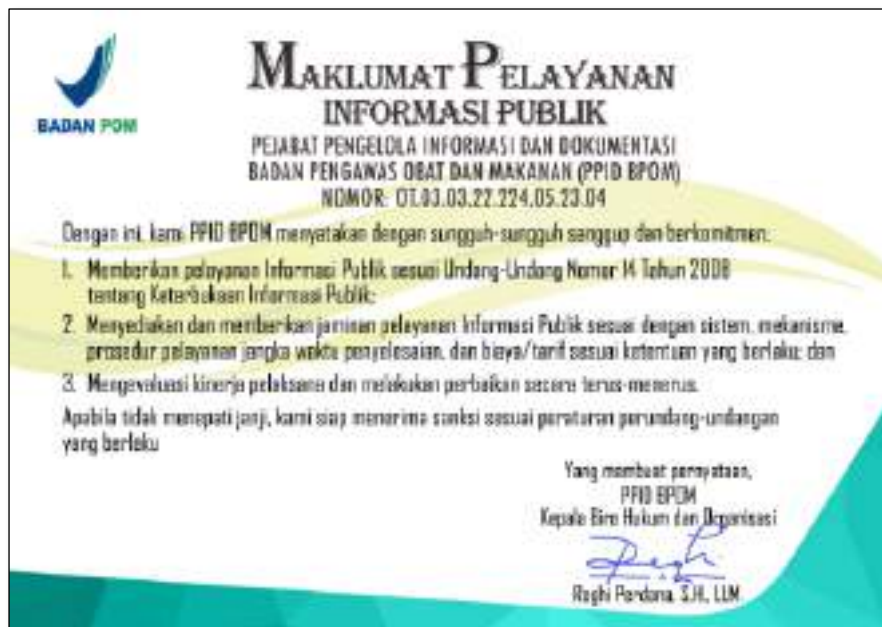 BADAN POM
MAKLUMAT PELAYANAN
INFORMASI PUBLIK
PEJABAT PENGELOLA INFORMASI DAN DOKUMENTASI
BADAN PENGAWAS OBAT DAN MAKANAN (PPID BPOM)
NOMOR: OT.03.03.22.224.05.23.04
Dengan ini, kami PPID BPOM menyatakan dengan sungguh-sungguh sanggup dan berkomitmen:
1. Memberikan pelayanan Informasi Publik sesuai Undang-Undang Nomor 14 Tahun 2008
tentang Keterbukaan Informasi Publik;
2. Menyediakan dan memberikan jaminan pelayanan Informasi Publik sesuai dengan sistem, mekanisme,
prosedur pelayanan jangka waktu penyelesaian, dan biaya/tarif sesuai ketentuan yang berlaku; dan
3. Mengevaluasi kinerja pelaksana dan melakukan perbaikan secara terus-menerus.
Apabila tidak menepati janji, kami siap menerima sanksi sesuai peraturan perundang-undangan
yang berlaku
Yang membuat pernyataan,
PPID BPOM
Kepala Biro Hukum dan Organisasi
Reghi Perdana, S.H., LLM